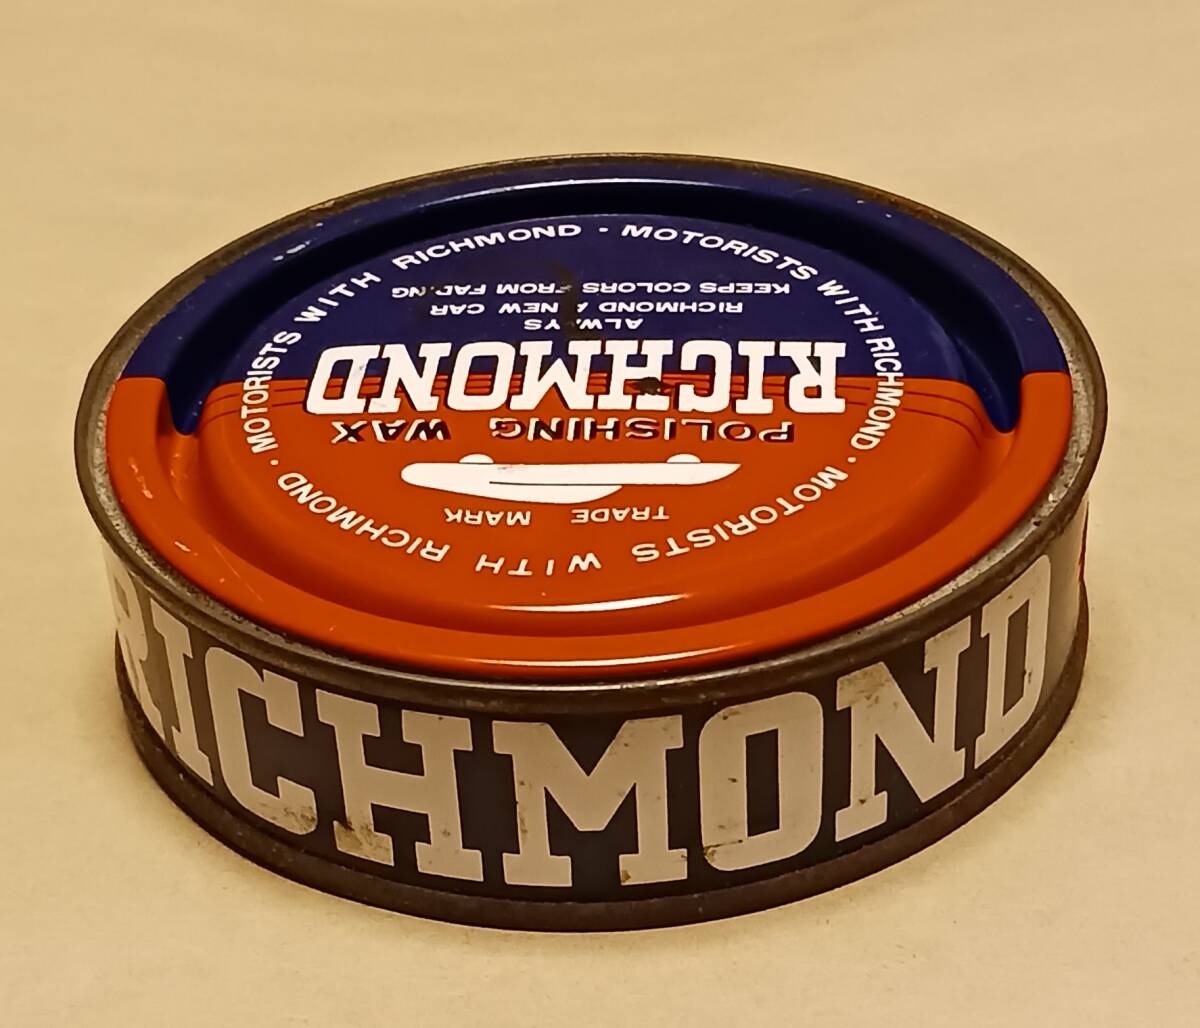 MOTORISTS WITH RICHMOND · MOTORISTS WITH RICHMOND · MOTORISTS WITH RICHMOND ·
TRADE MARK
POLISHING WAX
RICHMOND
ALWAYS
RICHMOND A NEW CAR
KEEPS COLORS FROM FADING
RICHMOND